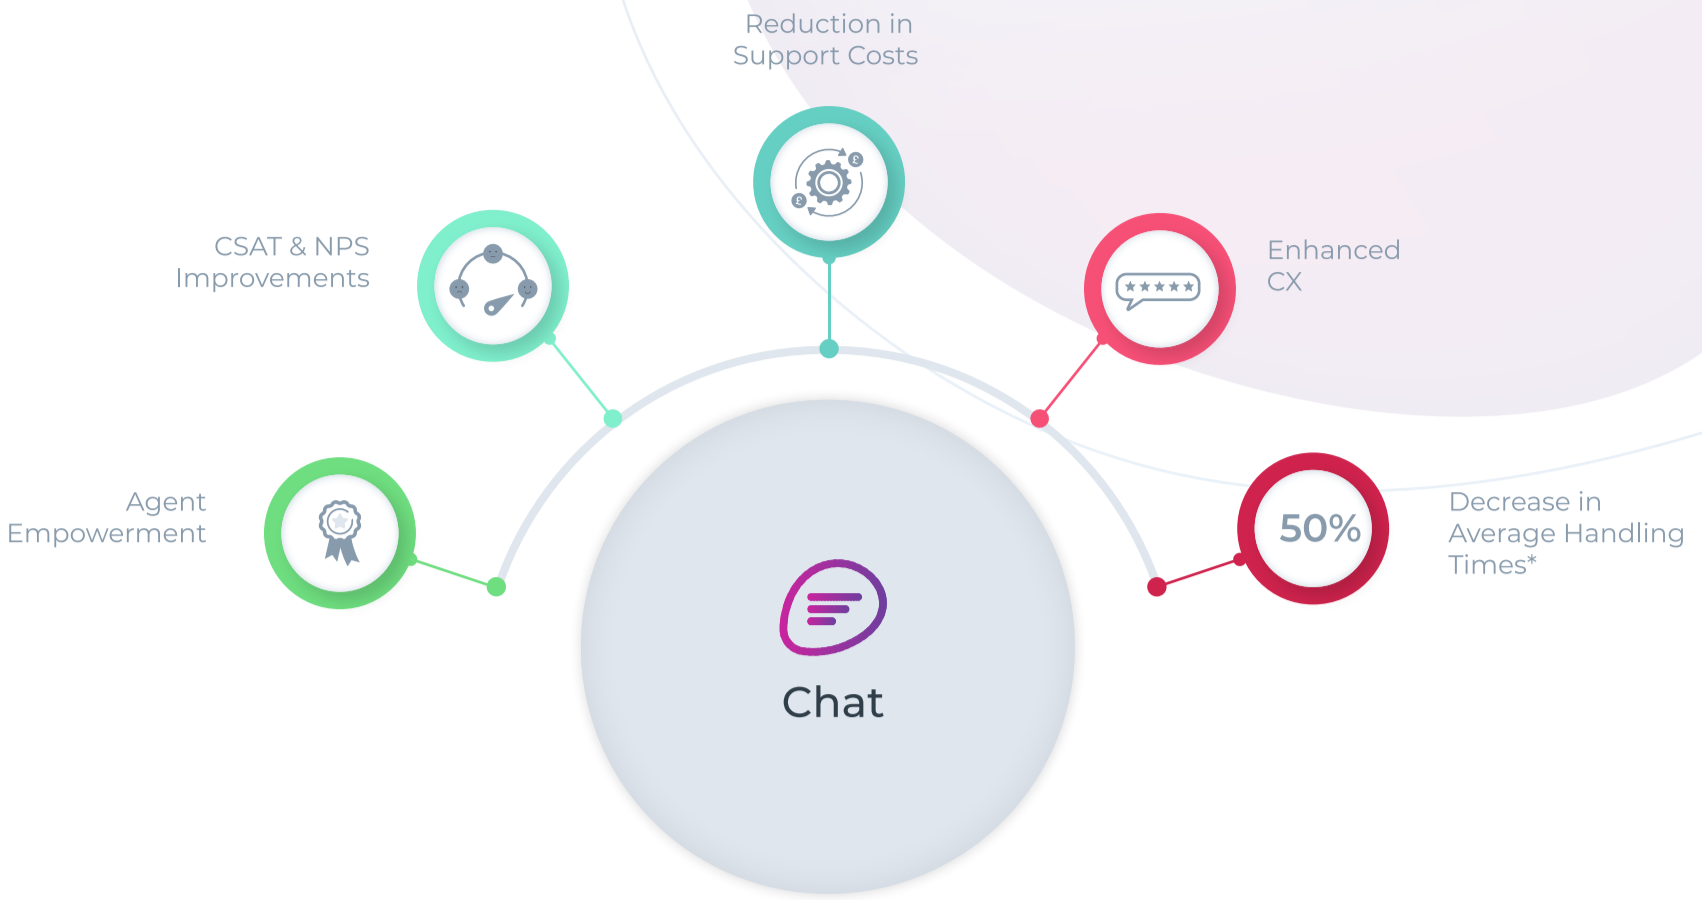 Reduction in
Support Costs
£
£
CSAT & NPS
Improvements
Enhanced
CX
Agent
Empowerment
50%
Decrease in
Average Handling
Times*
Chat